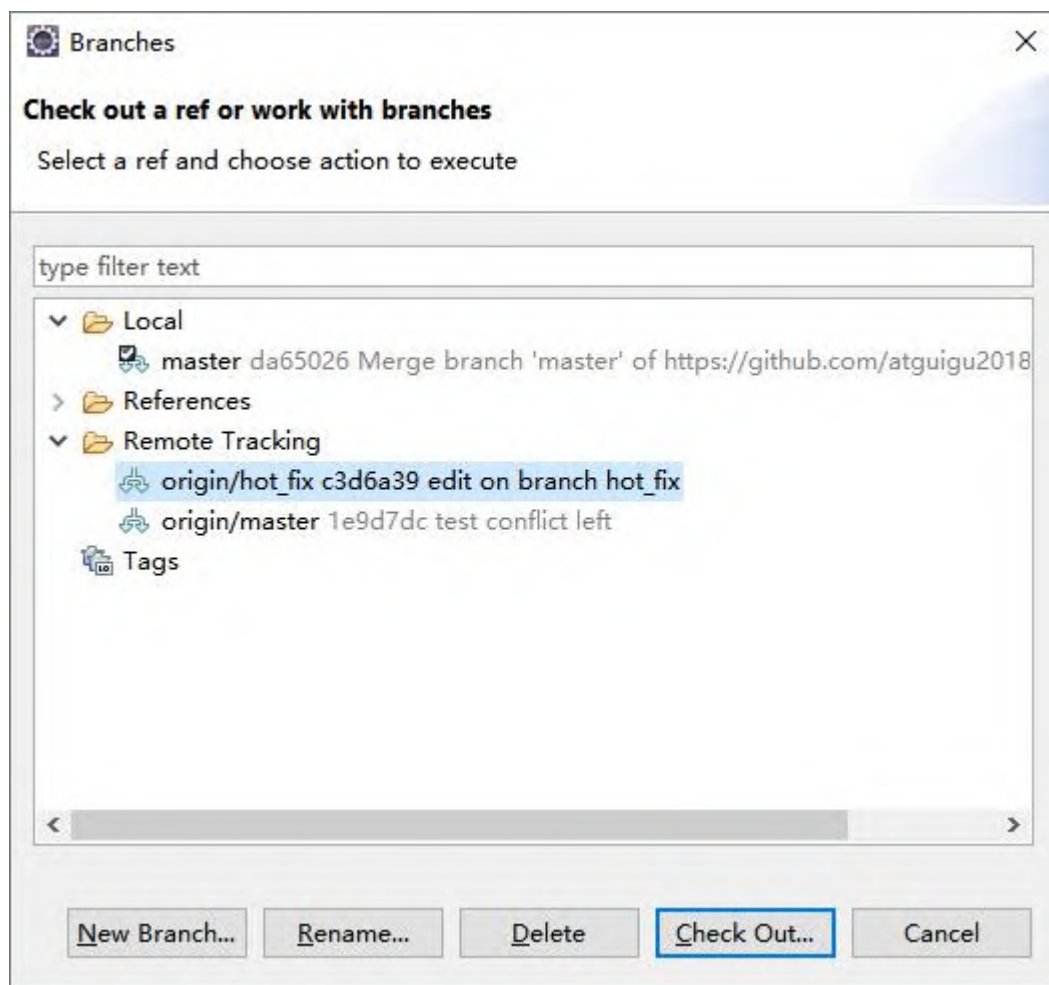 Branches
Check out a ref or work with branches
Select a ref and choose action to execute
type filter text
Local
master da65026 Merge branch 'master' of https://github.com/atguigu2018
References
Remote Tracking
origin/hot_fix c3d6a39 edit on branch hot_fix
origin/master 1e9d7dc test conflict left
Tags
New Branch... Rename... Delete Check Out... Cancel